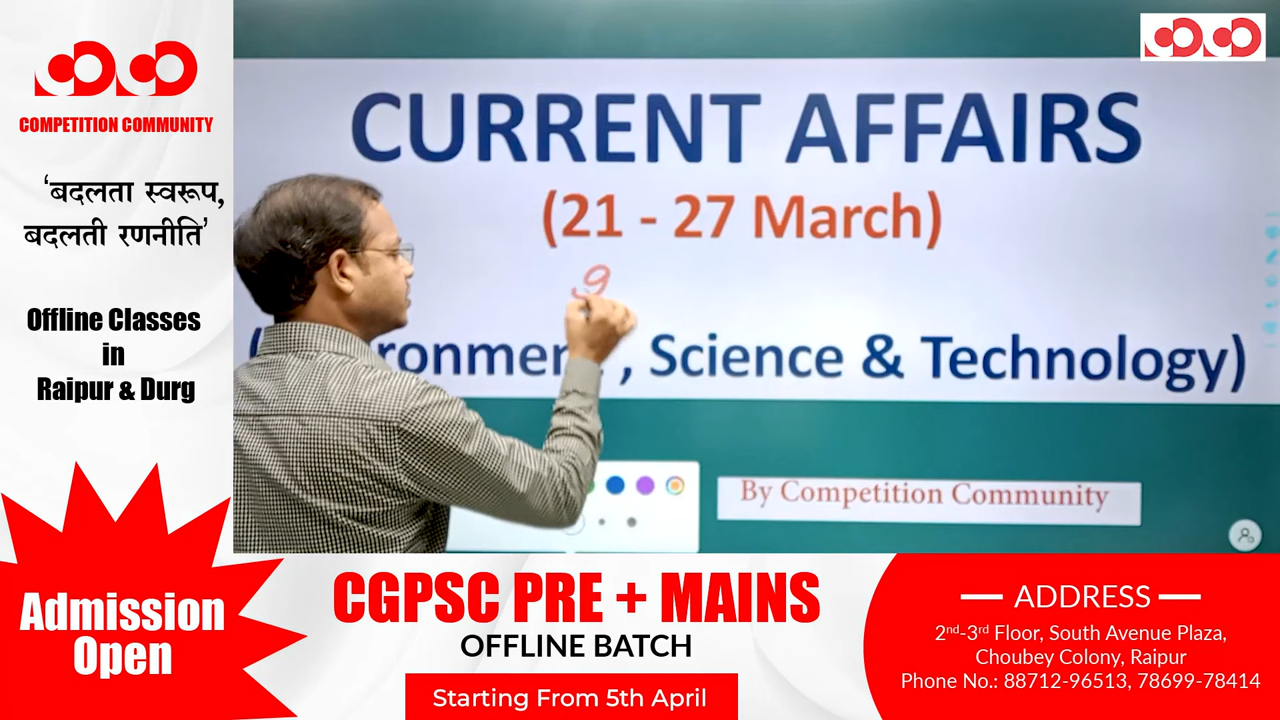 COMPETITION COMMUNITY
‘बदलता स्वरूप,
बदलती रणनीति’
Offline Classes
in
Raipur & Durg
Admission
Open
CURRENT AFFAIRS
(21 - 27 March)
9
, Science & Technology)
By Competition Community
CGPSC PRE + MAINS
OFFLINE BATCH
Starting From 5th April
ADDRESS
2nd-3rd Floor, South Avenue Plaza,
Choubey Colony, Raipur
Phone No.: 88712-96513, 78699-78414